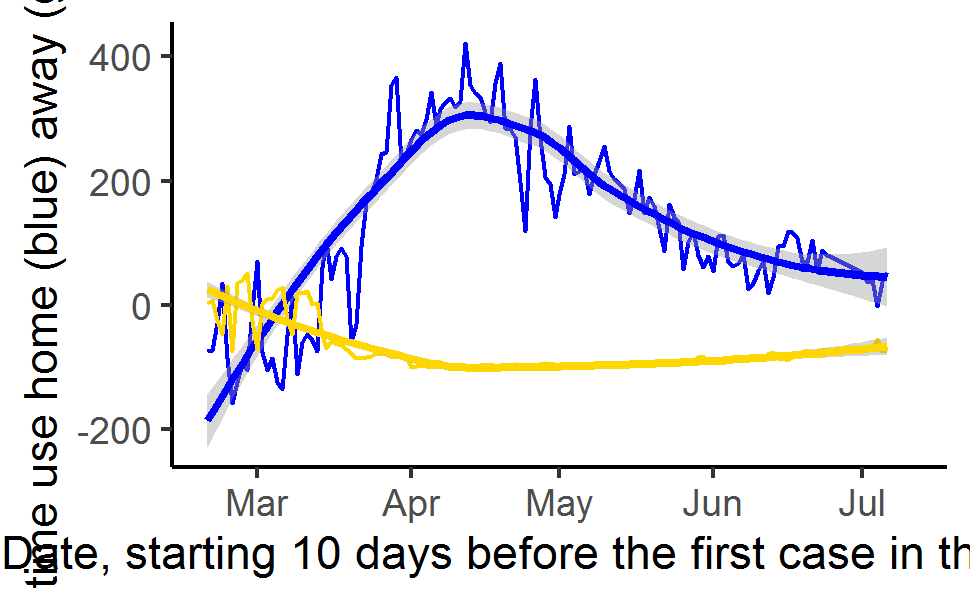 time use home (blue) away (
400
200
0
-200
Mar Apr May Jun Jul
Date, starting 10 days before the first case in th